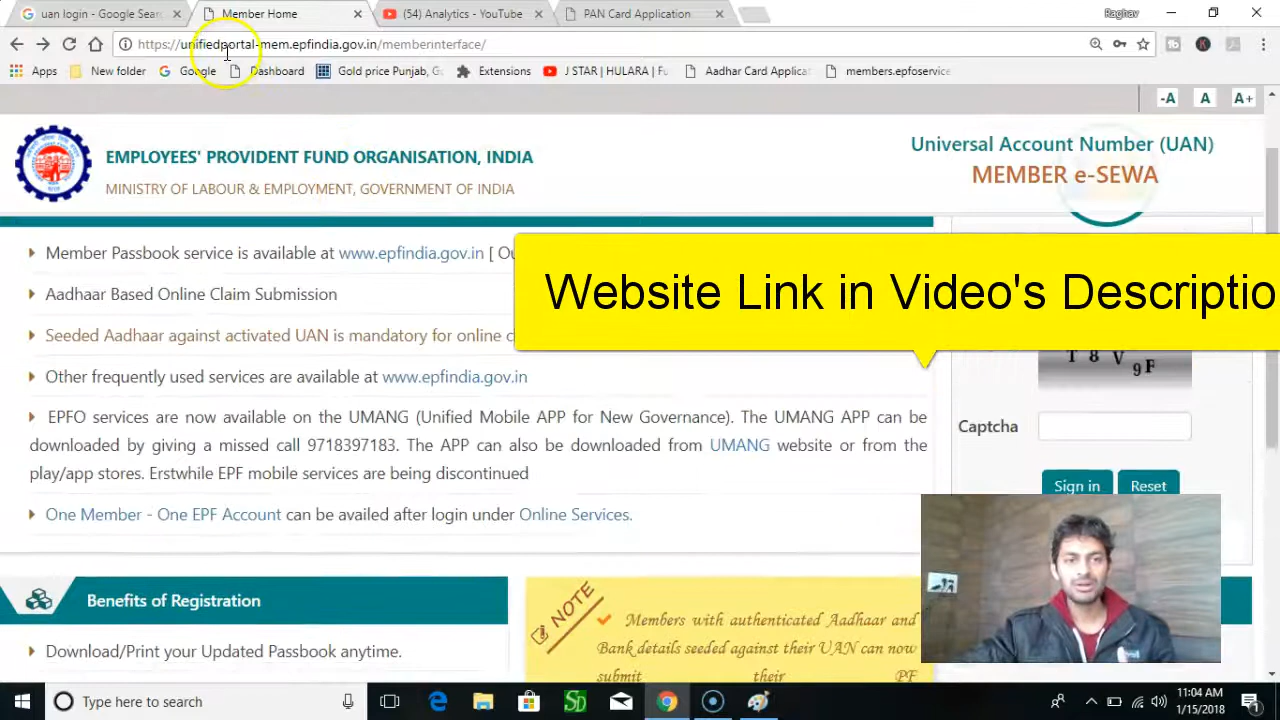 uan login - Google Sear
Member Home
(54) Analytics - YouTube
PAN Card Application
Raghav
https://unifiedportal-mem.epfindia.gov.in/memberinterface/
Apps
New folder
Google
Dashboard
Gold price Punjab, G
Extensions
J STAR | HULARA | Fu
Aadhar Card Applicat
members.epfoservice
-A A A+
EMPLOYEES' PROVIDENT FUND ORGANISATION, INDIA
MINISTRY OF LABOUR & EMPLOYMENT, GOVERNMENT OF INDIA
Universal Account Number (UAN)
MEMBER e-SEWA
Member Passbook service is available at www.epfindia.gov.in [ Ou
Aadhaar Based Online Claim Submission
Seeded Aadhaar against activated UAN is mandatory for online c
Other frequently used services are available at www.epfindia.gov.in
EPFO services are now available on the UMANG (Unified Mobile APP for New Governance). The UMANG APP can be
downloaded by giving a missed call 9718397183. The APP can also be downloaded from UMANG website or from the
play/app stores. Erstwhile EPF mobile services are being discontinued
One Member - One EPF Account can be availed after login under Online Services.
Website Link in Video's Descriptio
T 8 V 9F
Captcha
Sign in
Reset
Benefits of Registration
Download/Print your Updated Passbook anytime.
NOTE
Members with authenticated Aadhaar and
Bank details seeded against their UAN can now
submit their PF
Type here to search
11:04 AM
1/15/2018